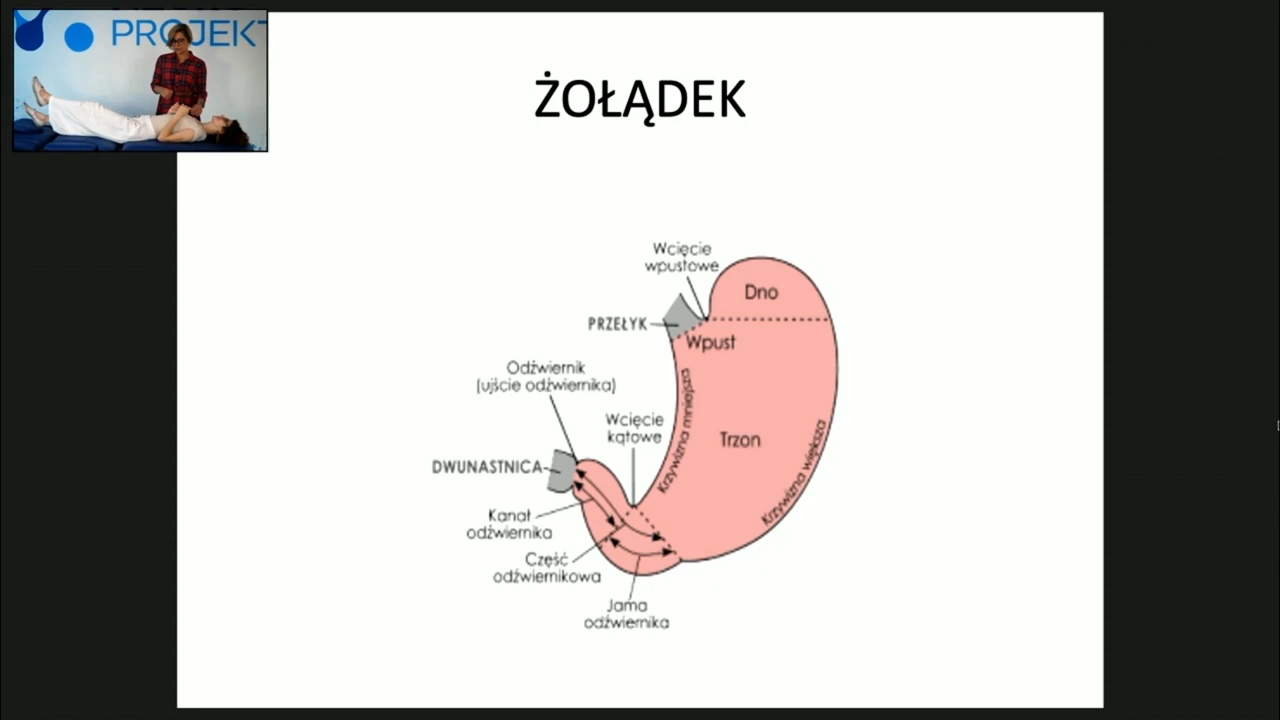 PROJEKT
ŻOŁĄDEK
Wcięcie
wpustowe
Dno
PRZEŁYK
Wpust
Odźwiernik
(ujście odźwiernika)
Krzywizna mniejsza
Wcięcie
kątowe
Trzon
Krzywizna większa
DWUNASTNICA
Kanał
odźwiernika
Część
odźwiernikowa
Jama
odźwiernika